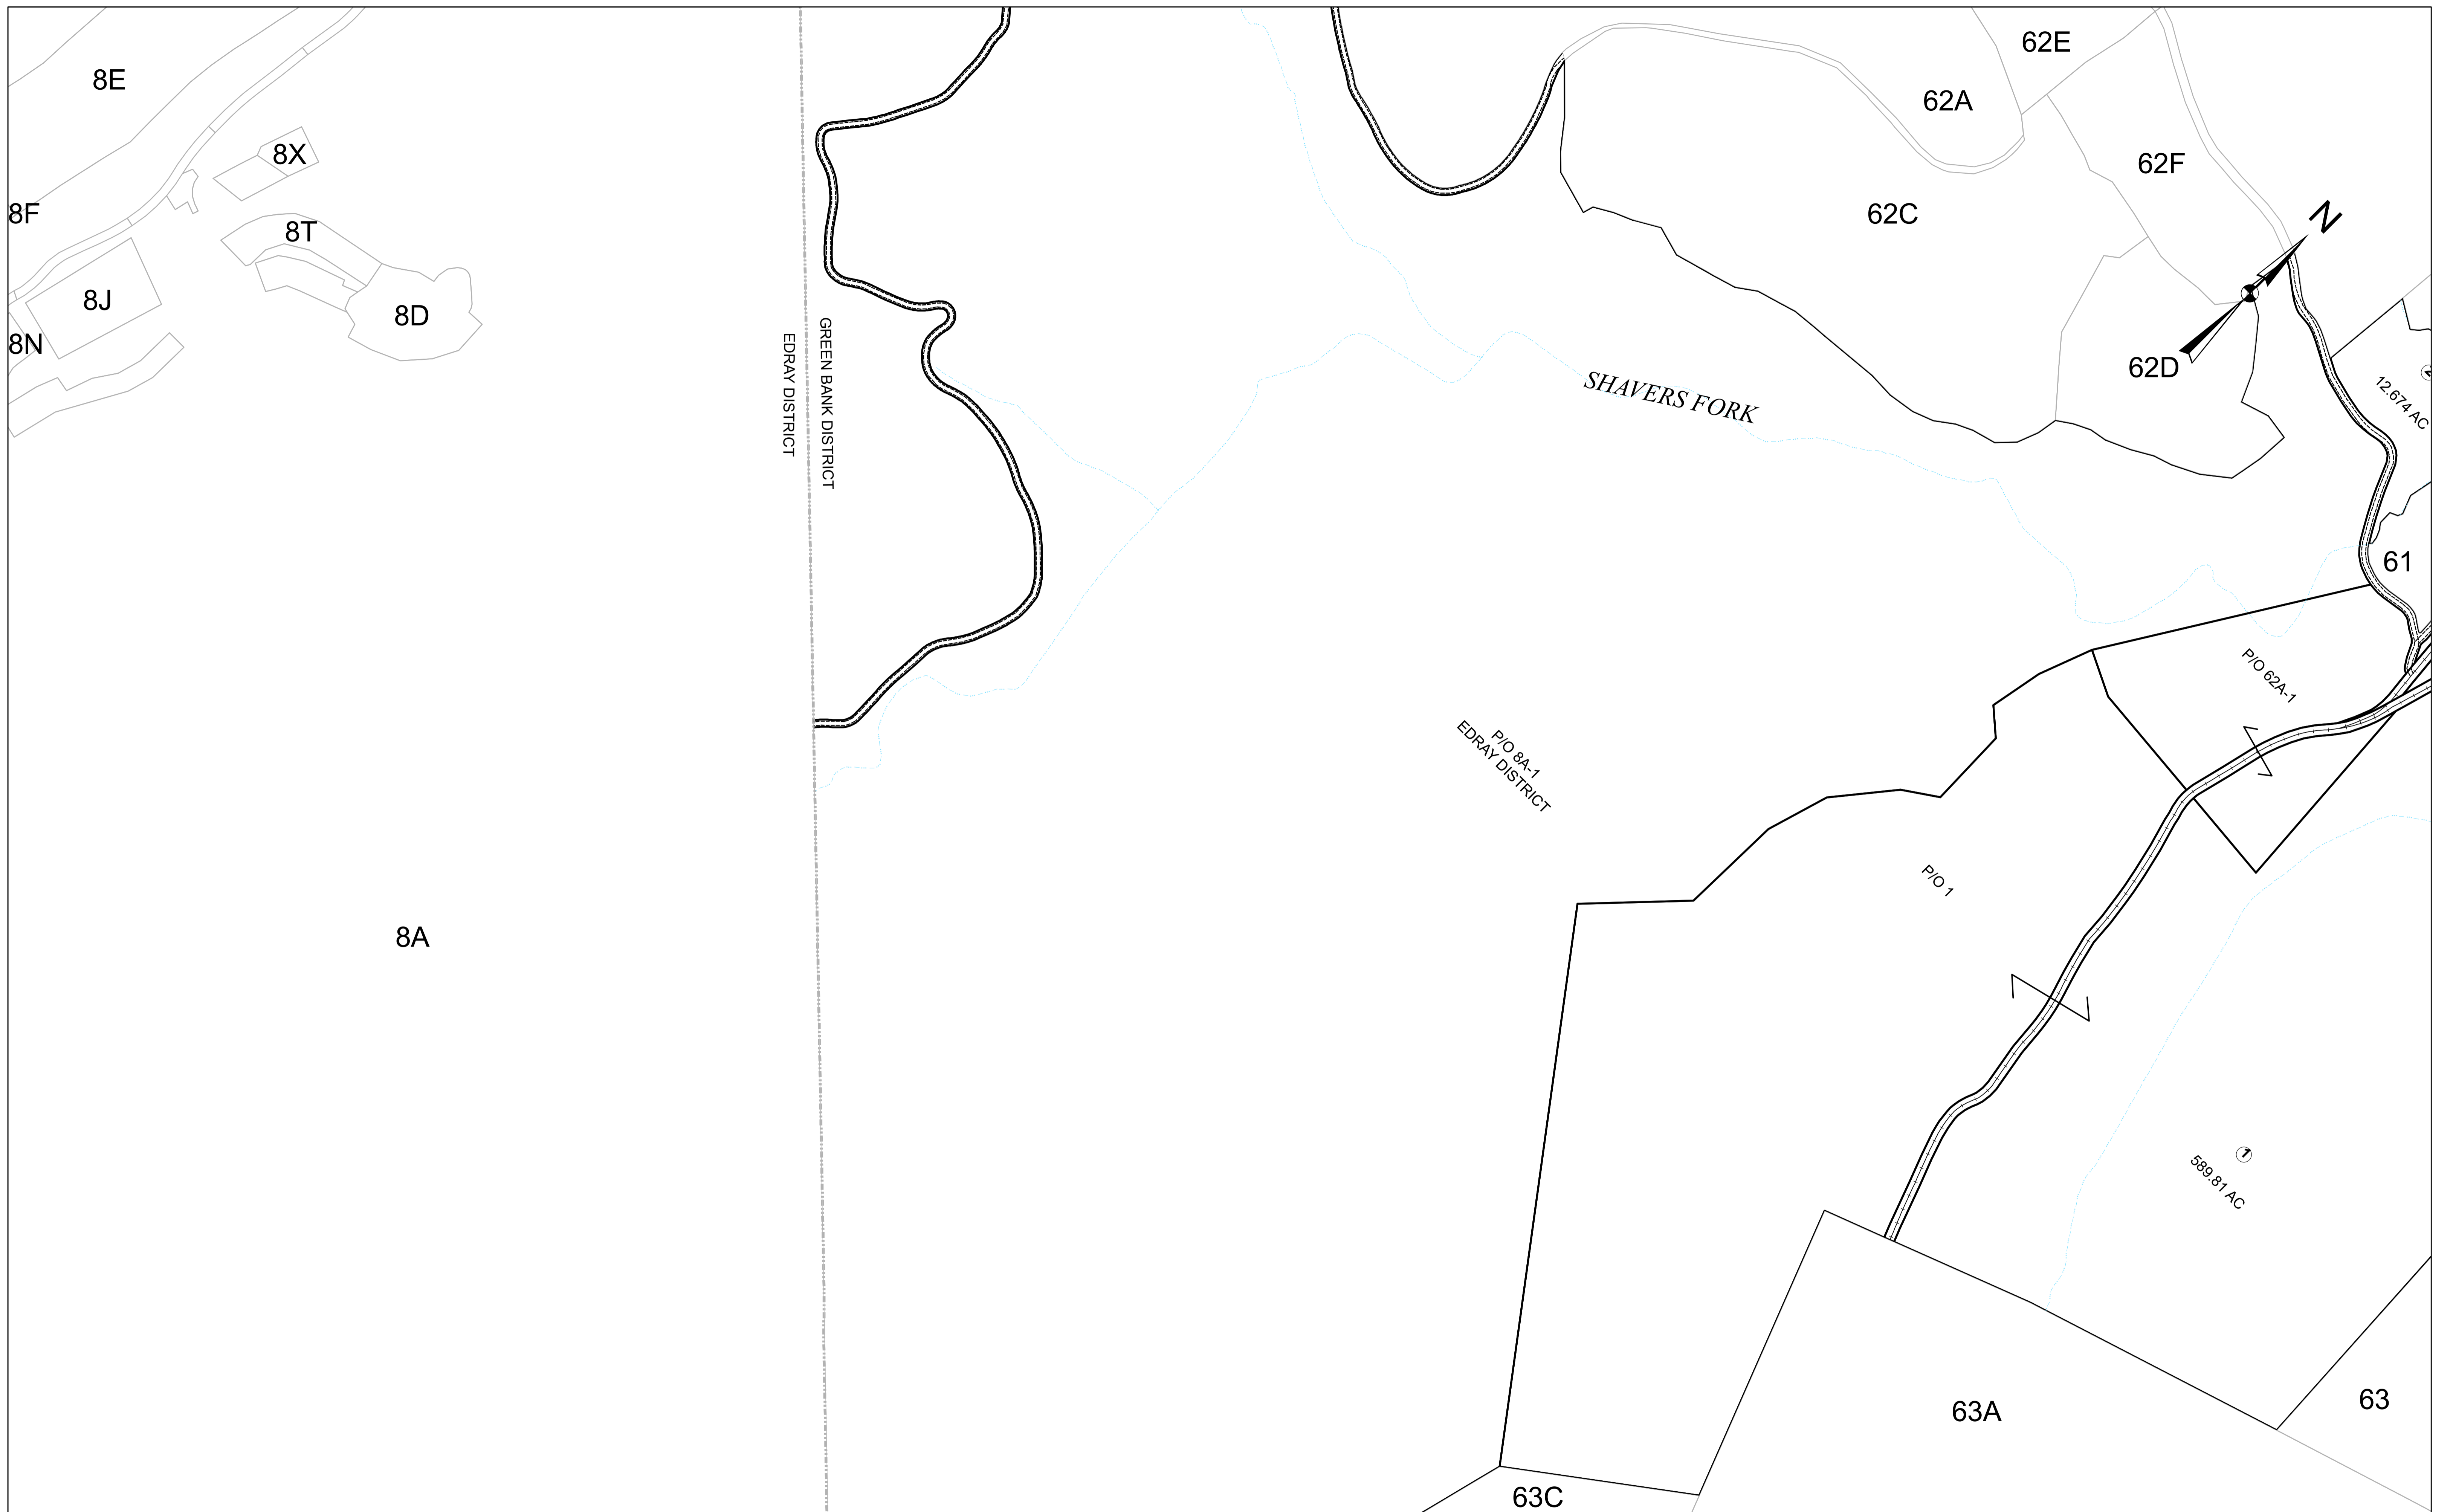 8E
62E
62A
8X
62F
8F
62C
N
8T
8J
8D
8N
GREEN BANK DISTRICT
EDRAY DISTRICT
62D
SHAVERS FORK
12.674 AC
61
P/O 62A-1
P/O 8A-1
EDRAY DISTRICT
P/O 1
8A
1
589.81 AC
63A
63
63C